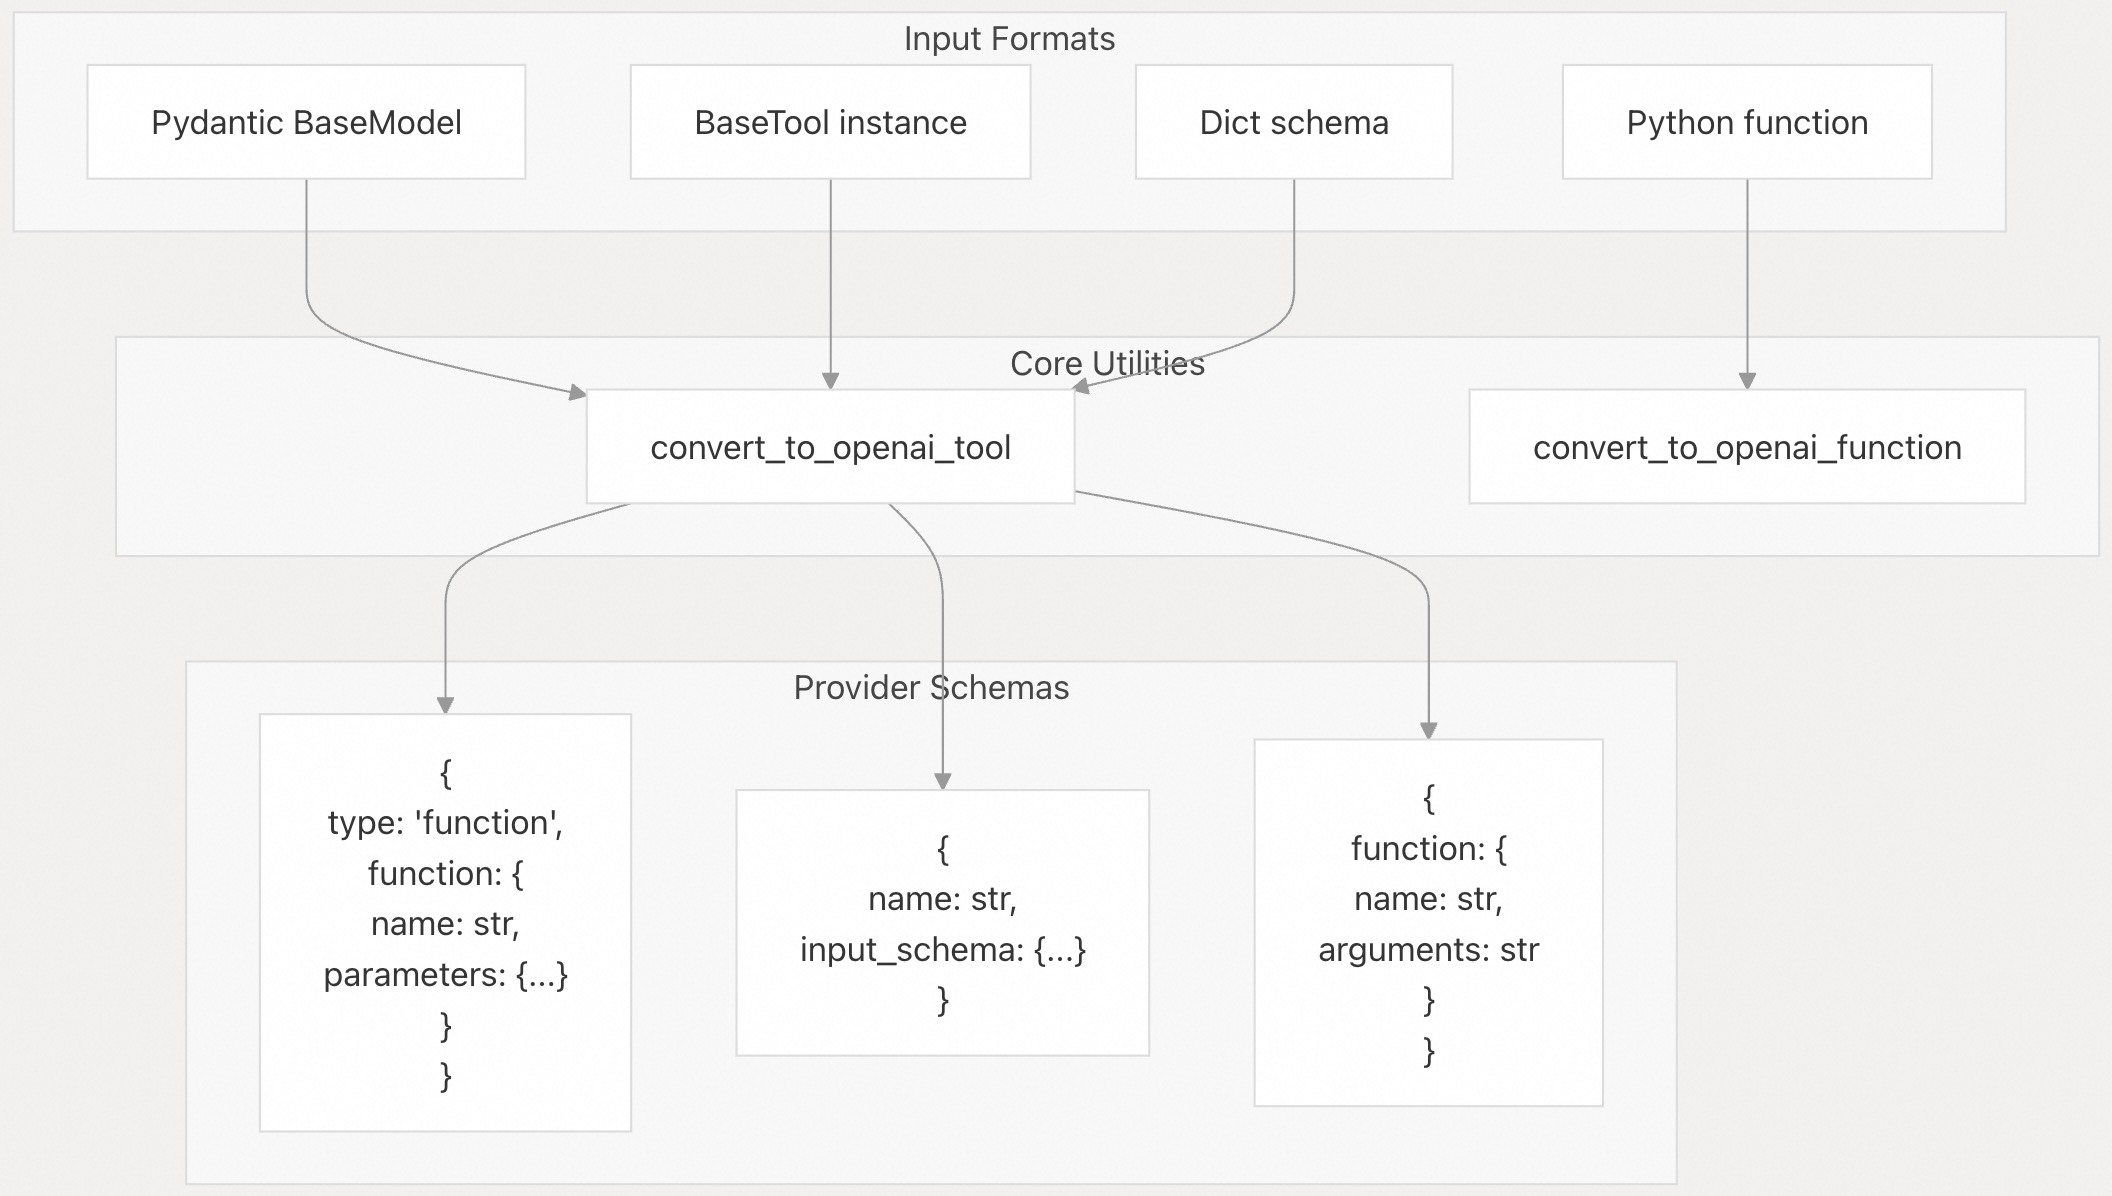 Input Formats
Pydantic BaseModel
BaseTool instance
Dict schema
Python function
Core Utilities
convert_to_openai_tool
convert_to_openai_function
Provider Schemas
{
type: 'function',
function: {
name: str,
parameters: {...}
}
}
{
name: str,
input_schema: {...}
}
{
function: {
name: str,
arguments: str
}
}